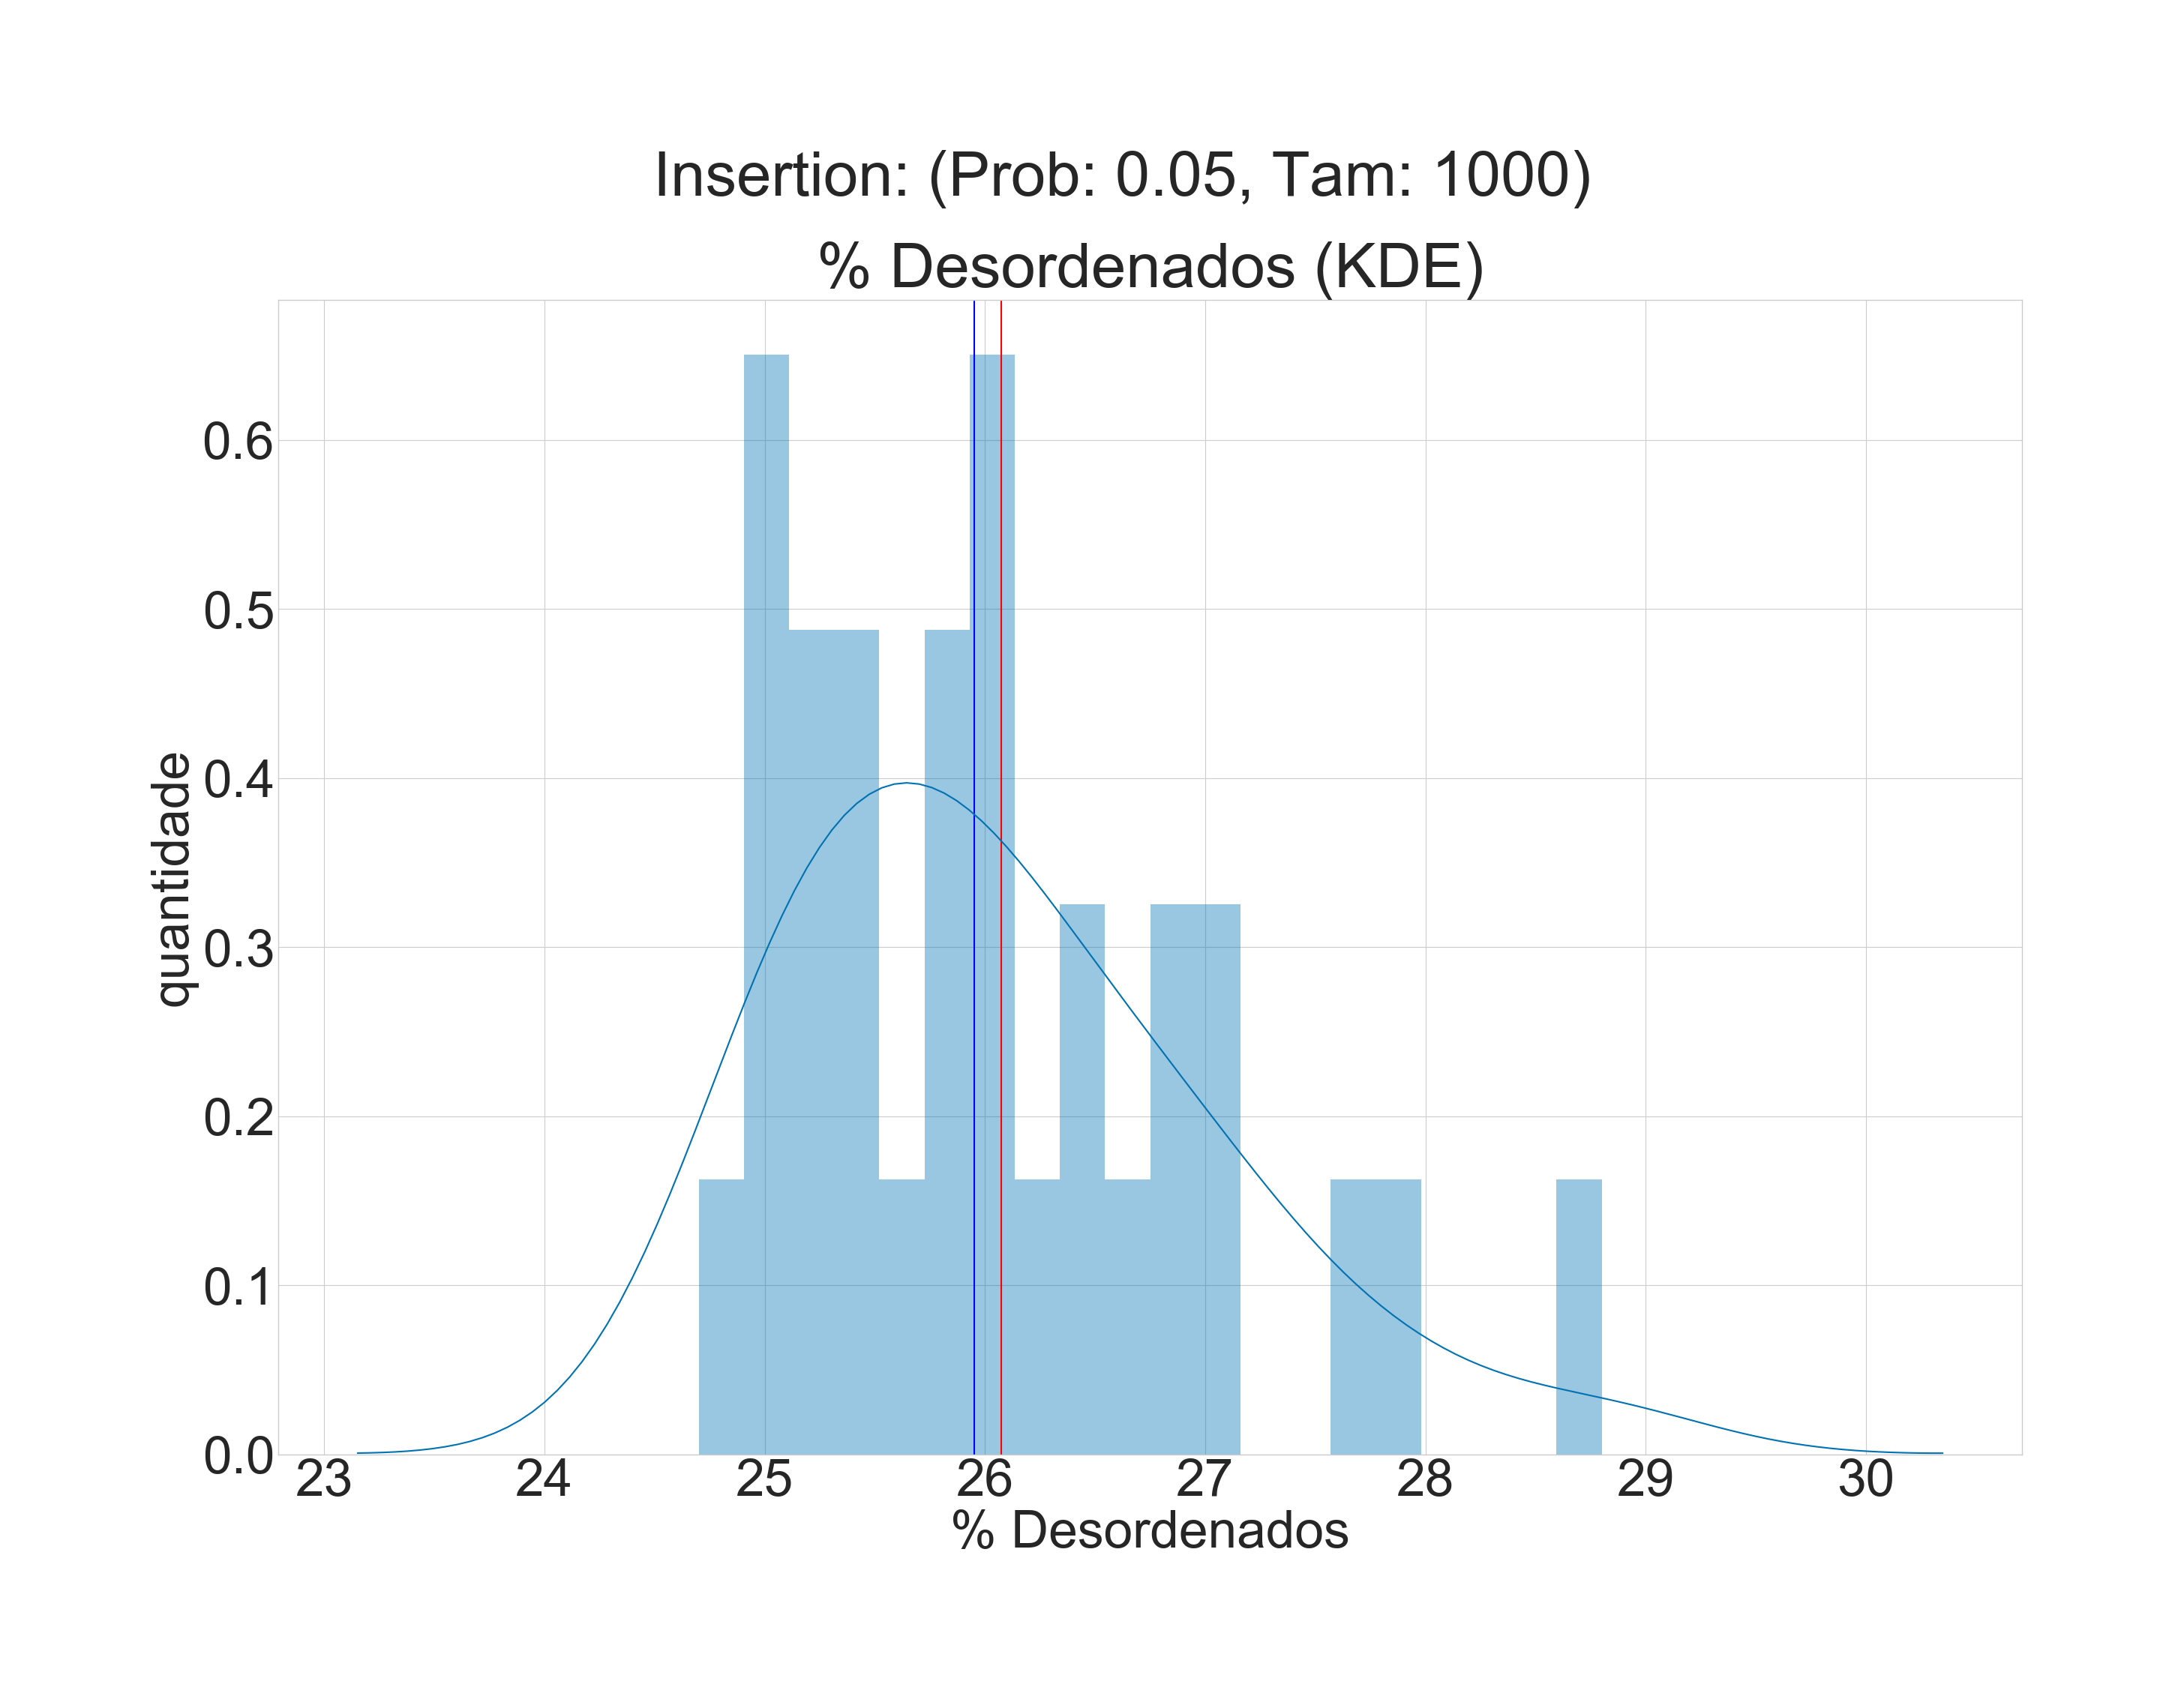 Insertion: (Prob: 0.05, Tam: 1000)
% Desordenados (KDE)
quantidade
0.6
0.5
0.4
0.3
0.2
0.1
0.0
23 24 25 26 27 28 29 30
% Desordenados